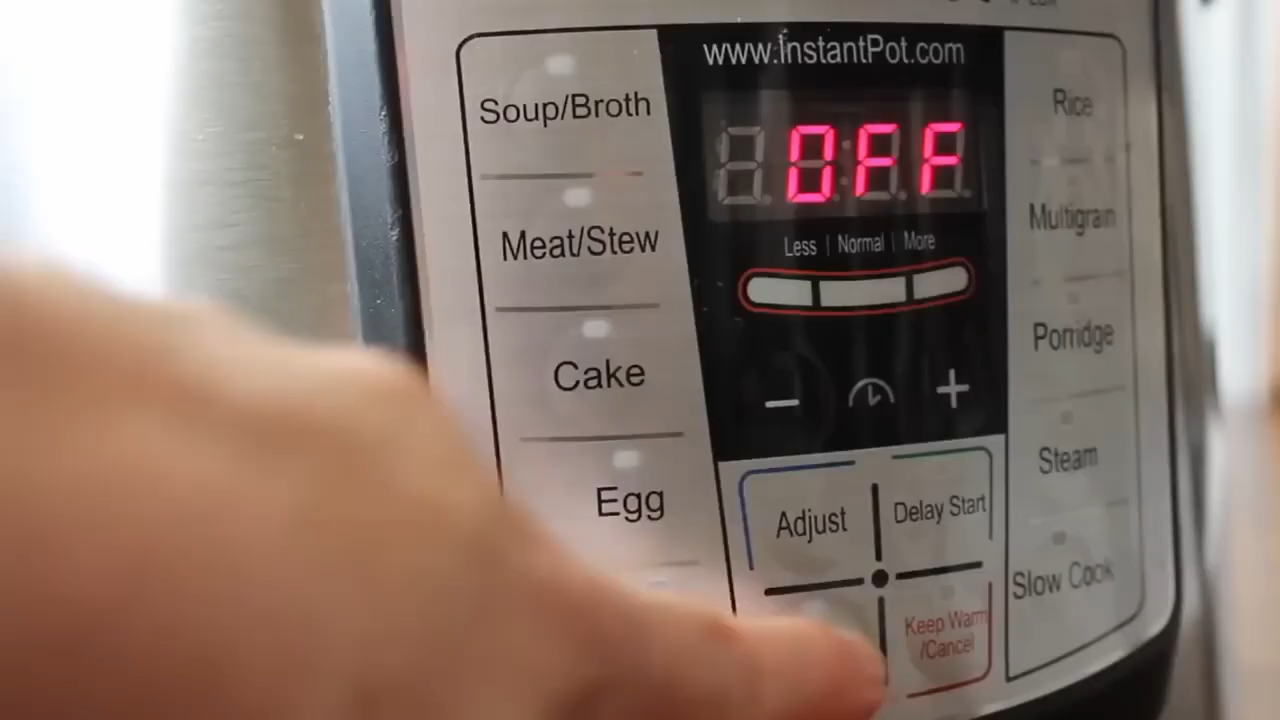 www.InstantPot.com
OFF
Less | Normal | More
Soup/Broth
Meat/Stew
Cake
Egg
Rice
Multigrain
Porridge
Steam
Slow Cook
− +
Adjust
Delay Start
Keep Warm
/Cancel